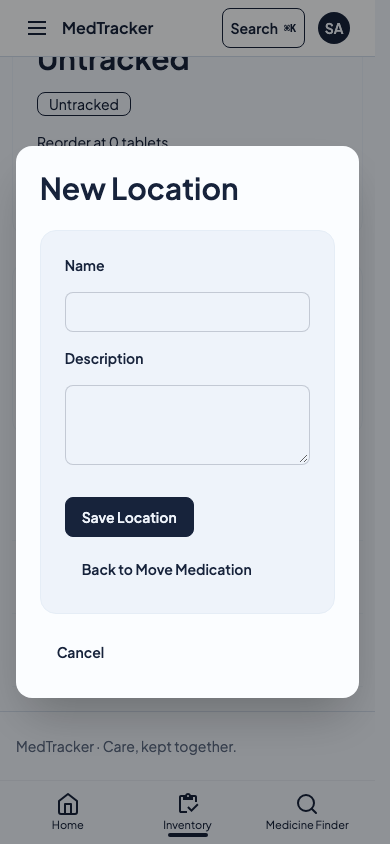 MedTracker
Search ⌘K
SA
Untracked
Untracked
Reorder at 0 tablets
New Location
Name
Description
Save Location
Back to Move Medication
Cancel
MedTracker · Care, kept together.
Home
Inventory
Medicine Finder